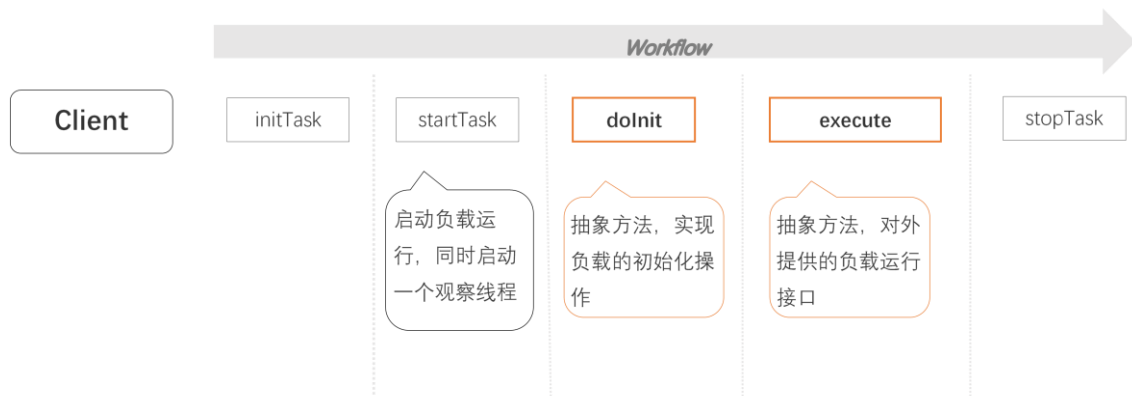 Workflow
Client
initTask
startTask
doInit
execute
stopTask
启动负载运
行，同时启动
一个观察线程
抽象方法，实现
负载的初始化操
作
抽象方法，对外
提供的负载运行
接口